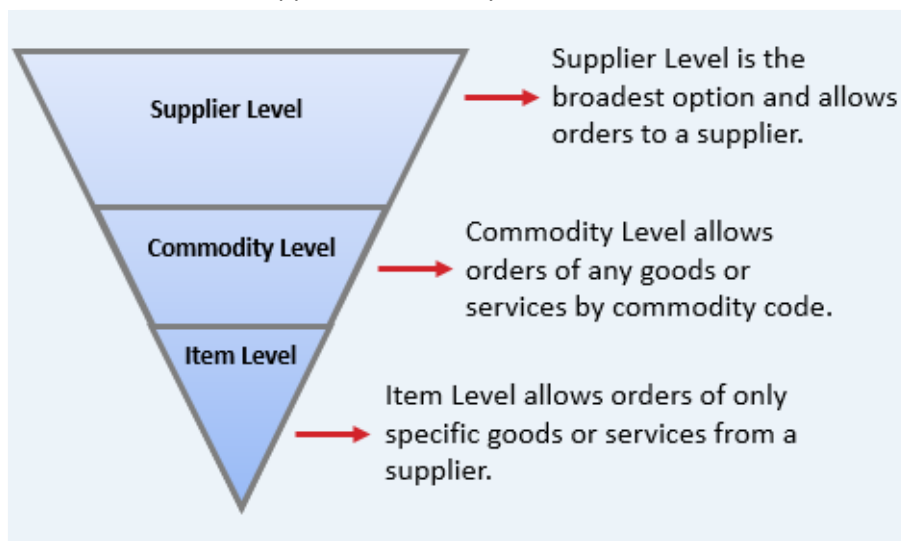 Supplier Level
Supplier Level is the
broadest option and allows
orders to a supplier.
Commodity Level
Commodity Level allows
orders of any goods or
services by commodity code.
Item Level
Item Level allows orders of only
specific goods or services from a
supplier.